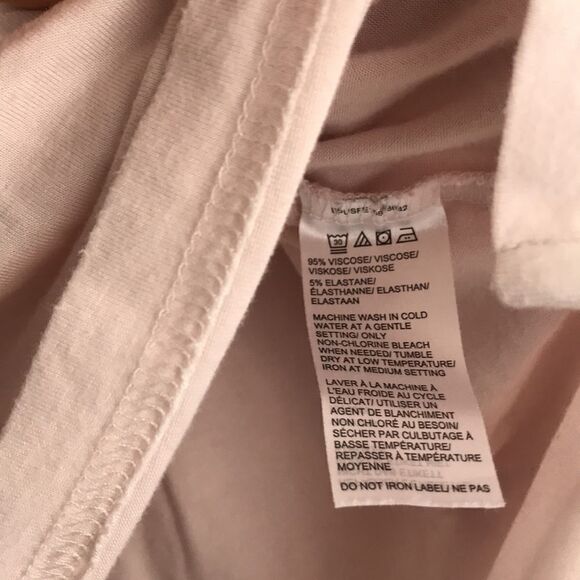 30
95% VISCOSE/ VISCOSE/
VISKOSE/ VISKOSE
5% ELASTANE/
ÉLASTHANNE/ ELASTHAN/
ELASTAAN
MACHINE WASH IN COLD
WATER AT A GENTLE
SETTING/ ONLY
NON-CHLORINE BLEACH
WHEN NEEDED/ TUMBLE
DRY AT LOW TEMPERATURE/
IRON AT MEDIUM SETTING
LAVER À LA MACHINE À
L'EAU FROIDE AU CYCLE
DÉLICAT/ UTILISER UN
AGENT DE BLANCHIMENT
NON CHLORÉ AU BESOIN/
SÉCHER PAR CULBUTAGE À
BASSE TEMPÉRATURE/
REPASSER À TEMPÉRATURE
MOYENNE
DO NOT IRON LABEL/ NE PAS